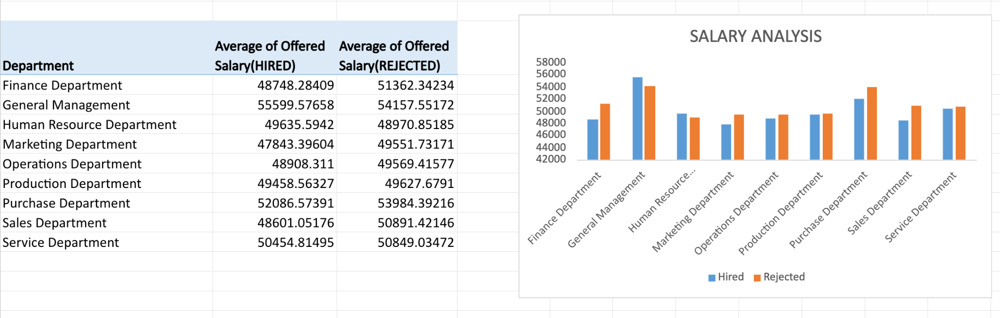 Average of Offered Average of Offered
Department Salary(HIRED) Salary(REJECTED)
Finance Department 48748.28409 51362.34234
General Management 55599.57658 54157.55172
Human Resource Department 49635.5942 48970.85185
Marketing Department 47843.39604 49551.73171
Operations Department 48908.311 49569.41577
Production Department 49458.56327 49627.6791
Purchase Department 52086.57391 53984.39216
Sales Department 48601.05176 50891.42146
Service Department 50454.81495 50849.03472
SALARY ANALYSIS
58000
56000
54000
52000
50000
48000
46000
44000
42000
Finance Department
General Management
Human Resource...
Marketing Department
Operations Department
Production Department
Purchase Department
Sales Department
Service Department
Hired Rejected